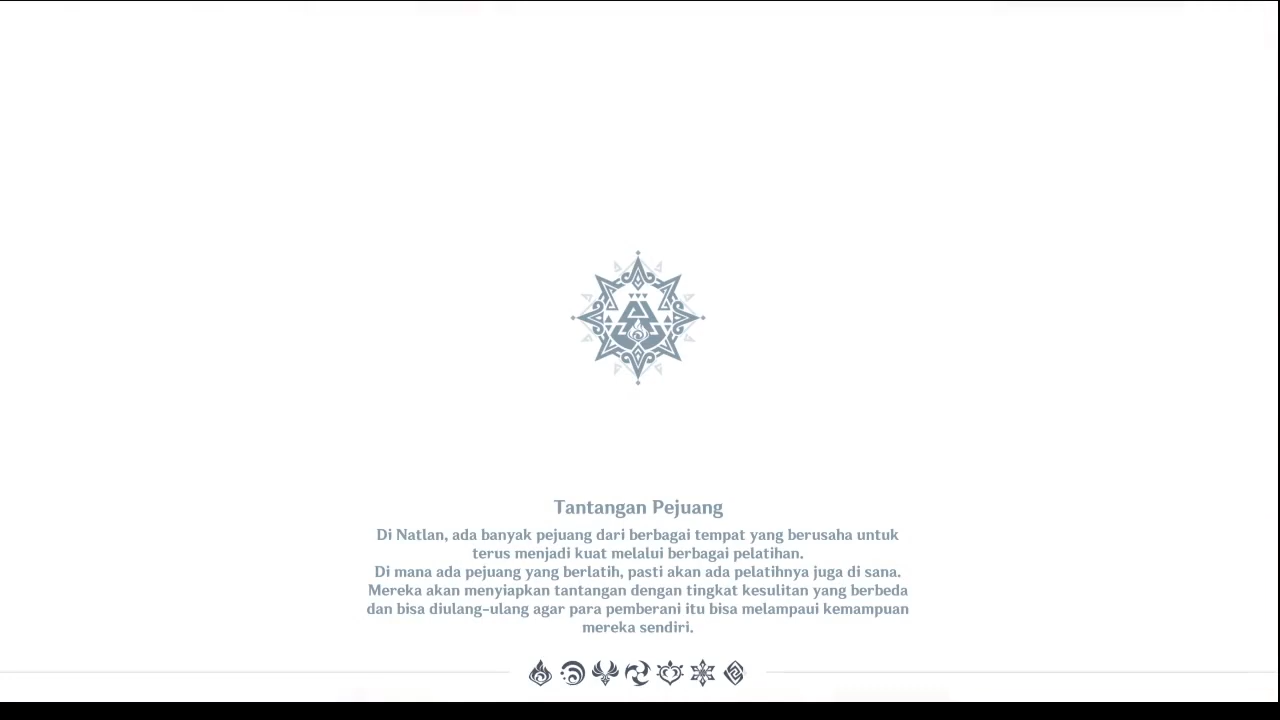 Tantangan Pejuang
Di Natlan, ada banyak pejuang dari berbagai tempat yang berusaha untuk
terus menjadi kuat melalui berbagai pelatihan.
Di mana ada pejuang yang berlatih, pasti akan ada pelatihnya juga di sana.
Mereka akan menyiapkan tantangan dengan tingkat kesulitan yang berbeda
dan bisa diulang-ulang agar para pemberani itu bisa melampaui kemampuan
mereka sendiri.